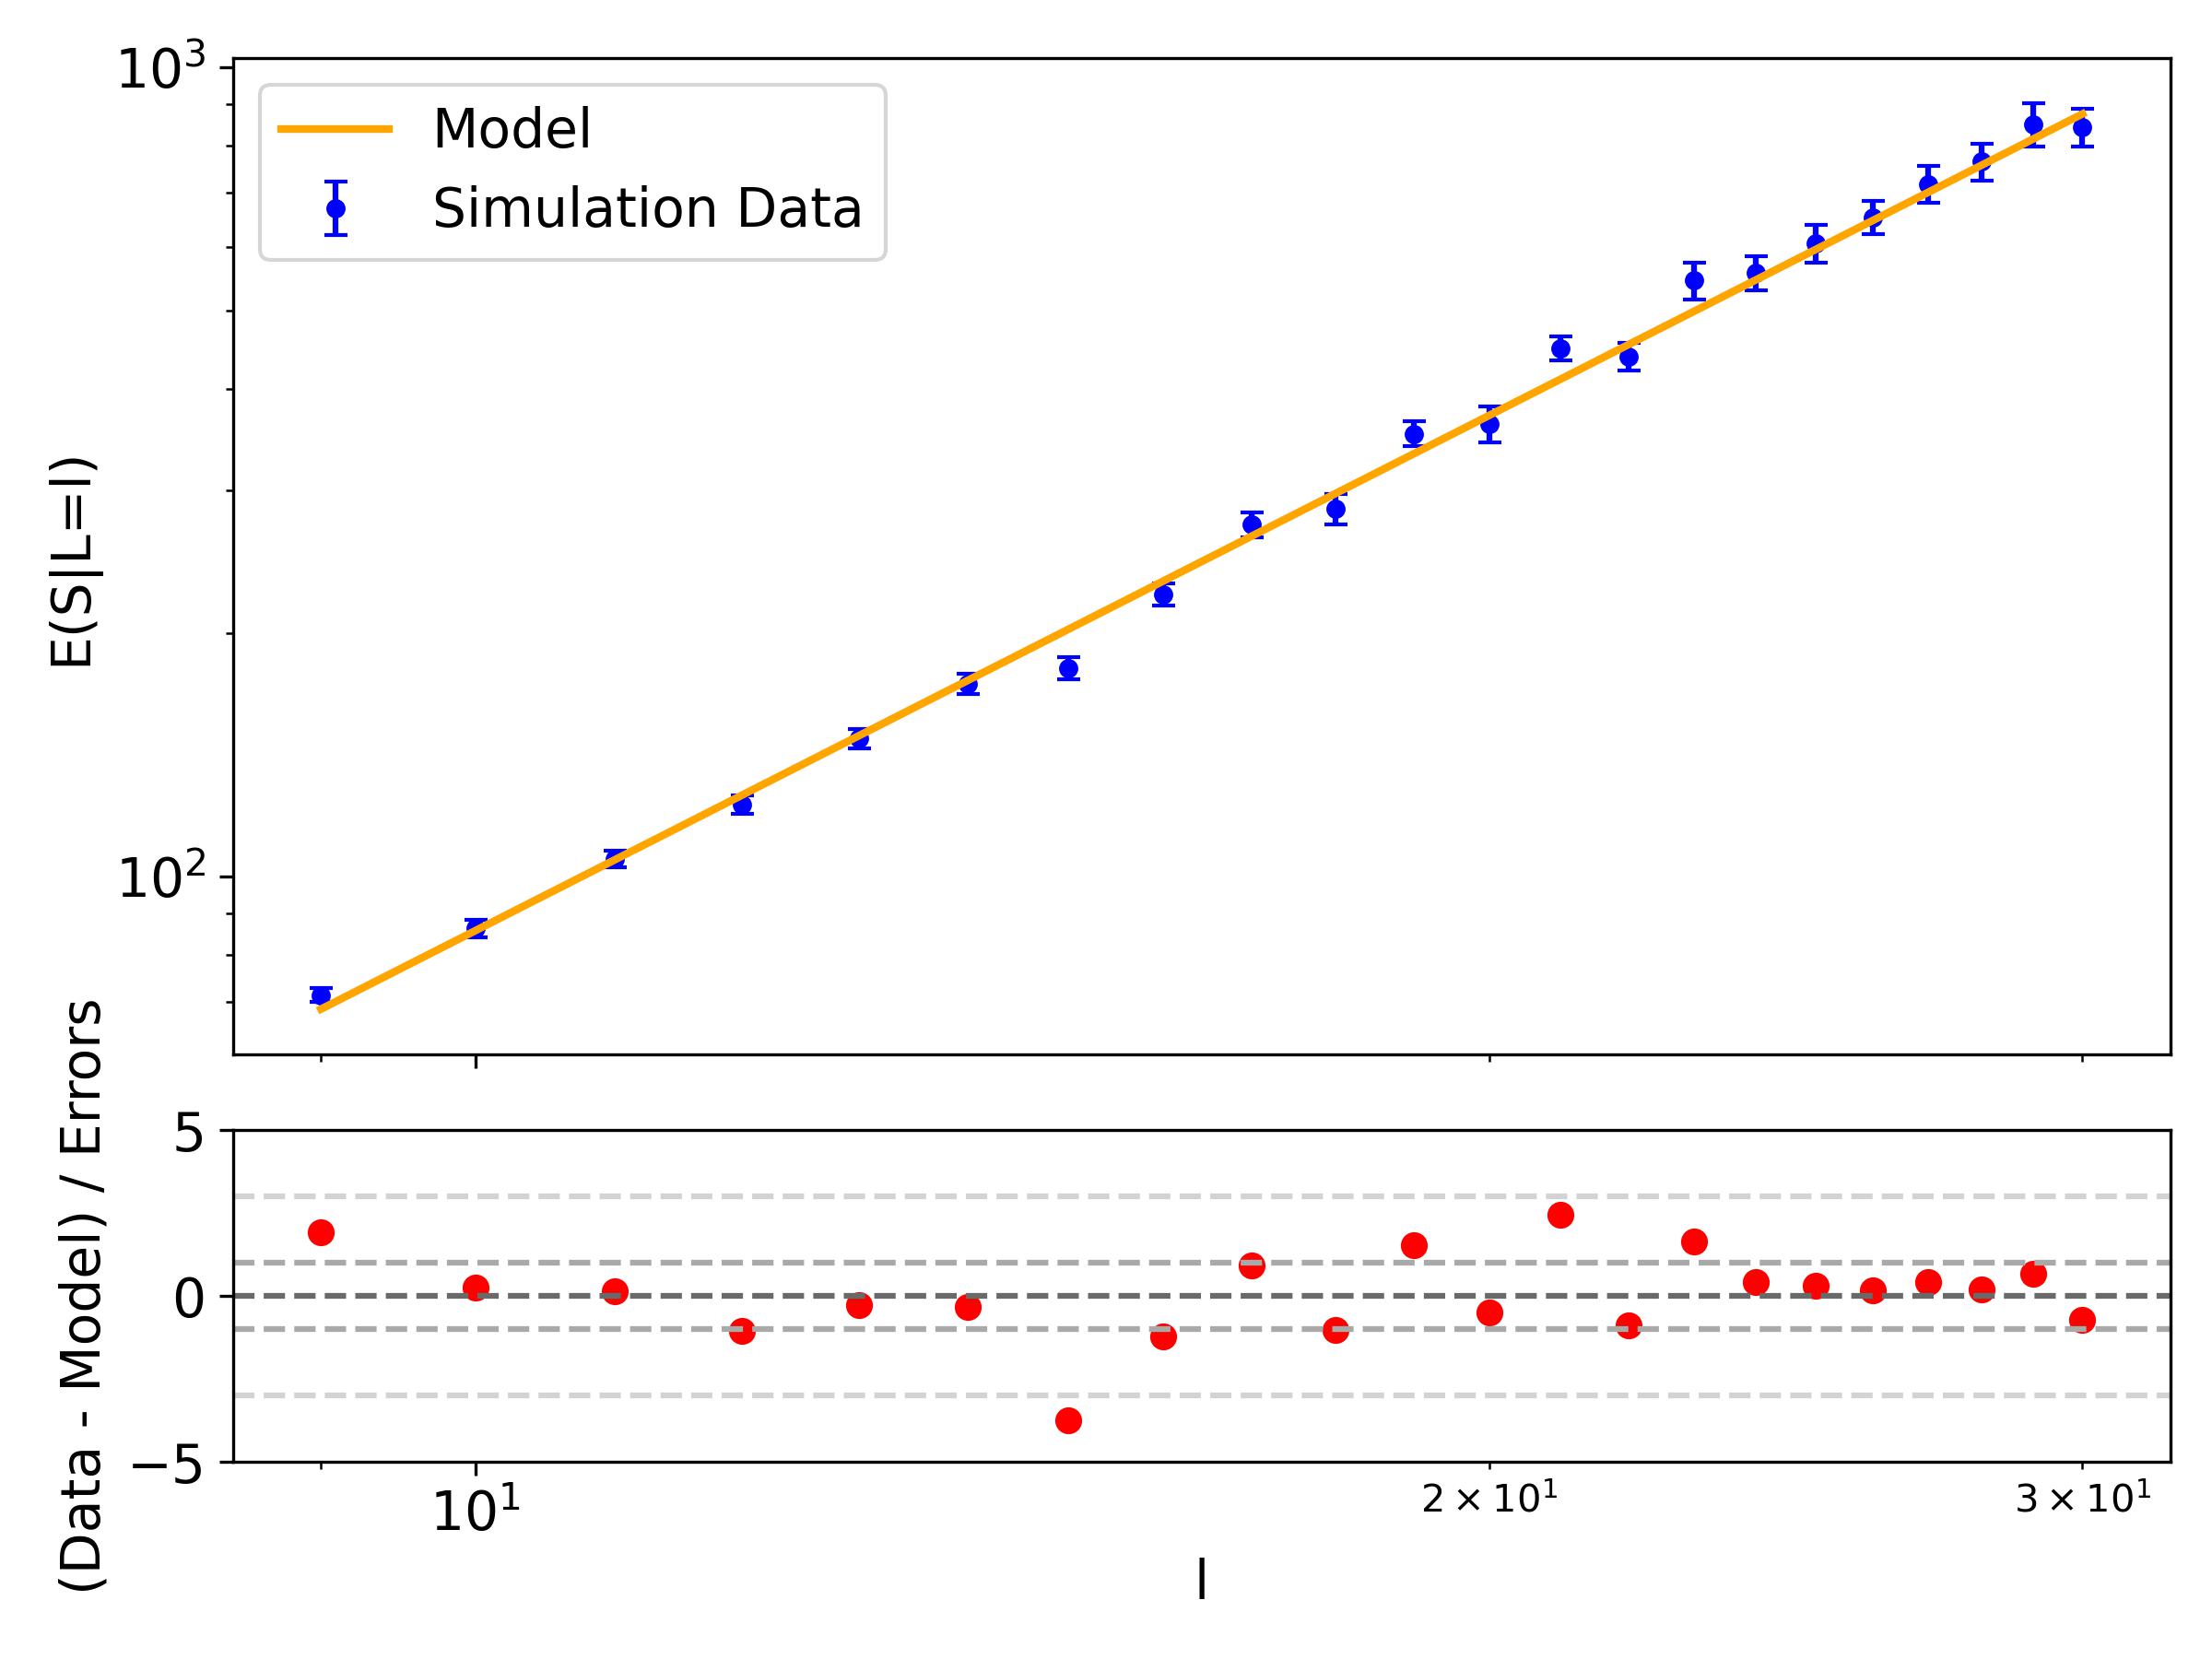 10³
Model
Simulation Data
E(S|L=l)
10²
(Data - Model) / Errors
5
0
−5
10¹
2 × 10¹
3 × 10¹
l